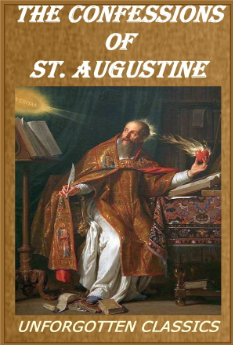 THE CONFESSIONS
OF
ST. AUGUSTINE
UNFORGOTTEN CLASSICS